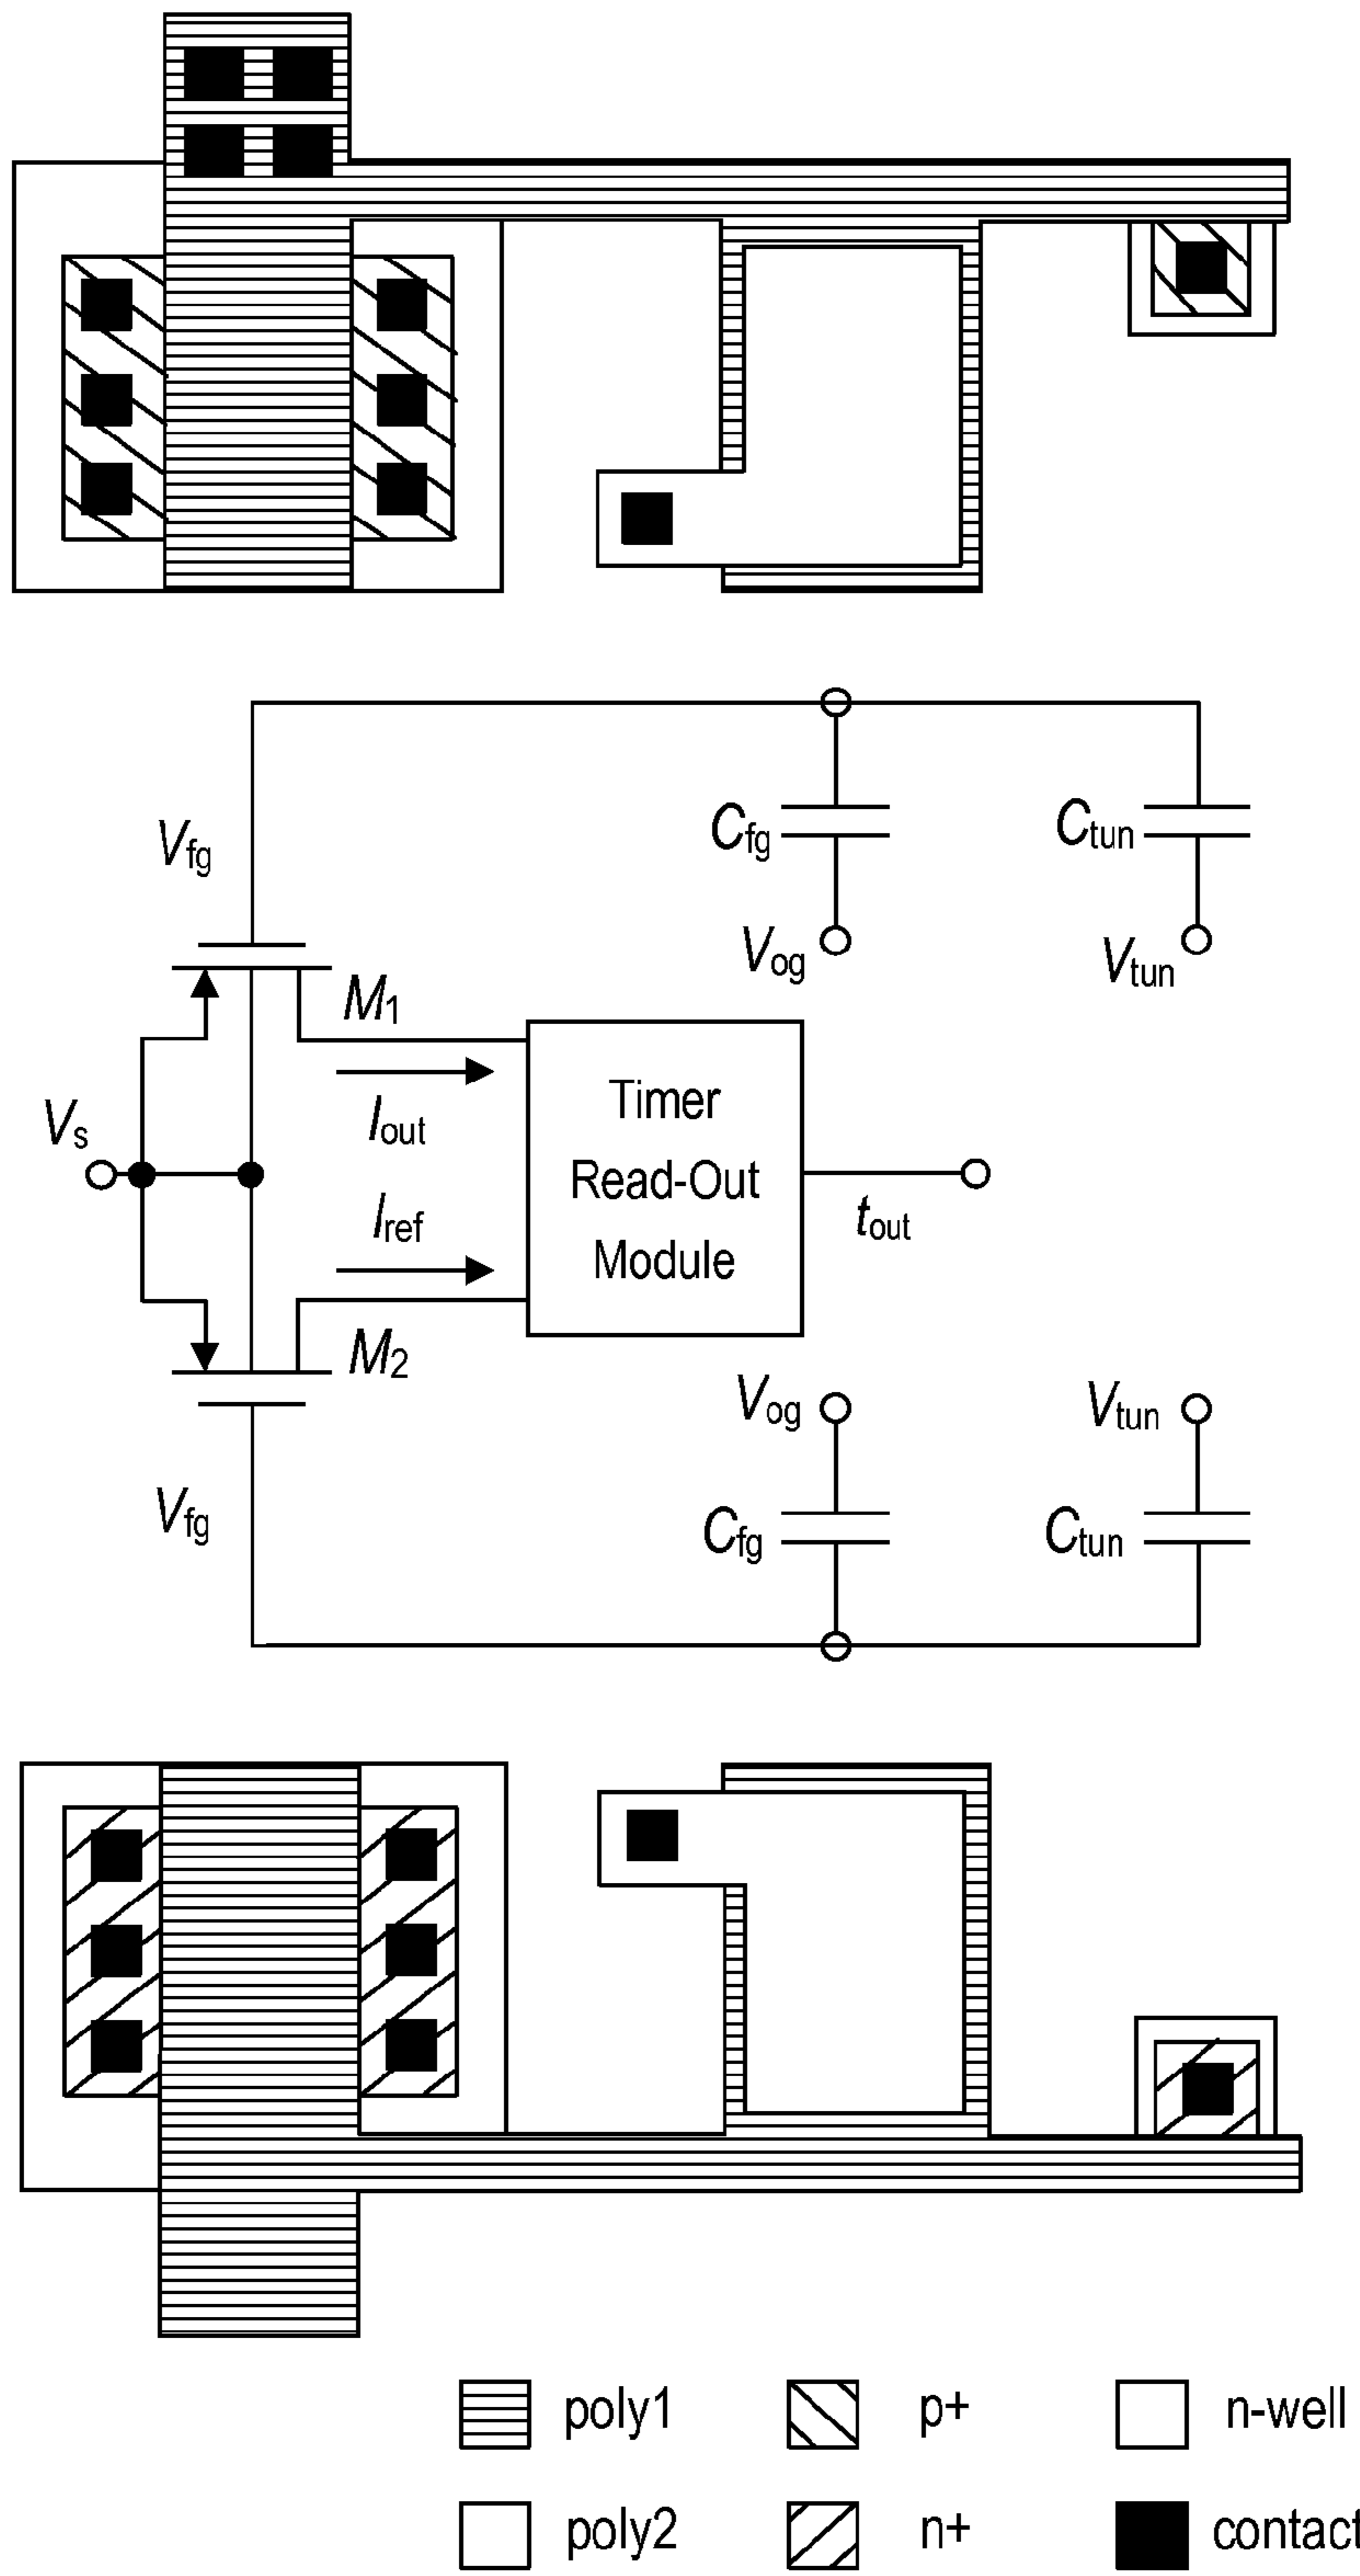 Cfg
Ctun
Vfg
Vog
Vtun
M1
Timer
Iout
Vs
Read-Out
Iref
tout
Module
M2
Vog
Vtun
Vfg
Cfg
Ctun
poly1
p+
n-well
poly2
n+
contact